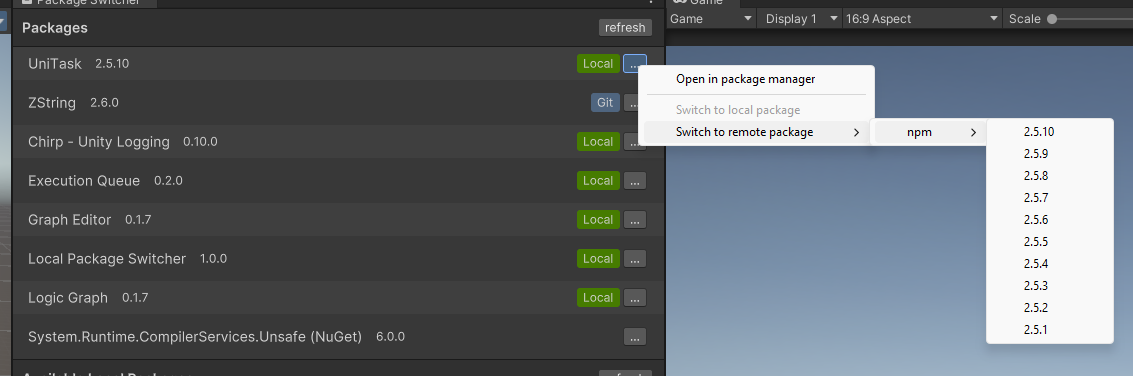 Package Switcher
Game
Packages
refresh
Game
Display 1
16:9 Aspect
Scale
UniTask 2.5.10
Local
...
ZString 2.6.0
Git
...
Chirp - Unity Logging 0.10.0
Local
...
Execution Queue 0.2.0
Local
...
Graph Editor 0.1.7
Local
...
Local Package Switcher 1.0.0
Local
...
Logic Graph 0.1.7
Local
...
System.Runtime.CompilerServices.Unsafe (NuGet) 6.0.0
...
Available Local Packages
refresh
Open in package manager
Switch to local package
Switch to remote package
npm
2.5.10
2.5.9
2.5.8
2.5.7
2.5.6
2.5.5
2.5.4
2.5.3
2.5.2
2.5.1